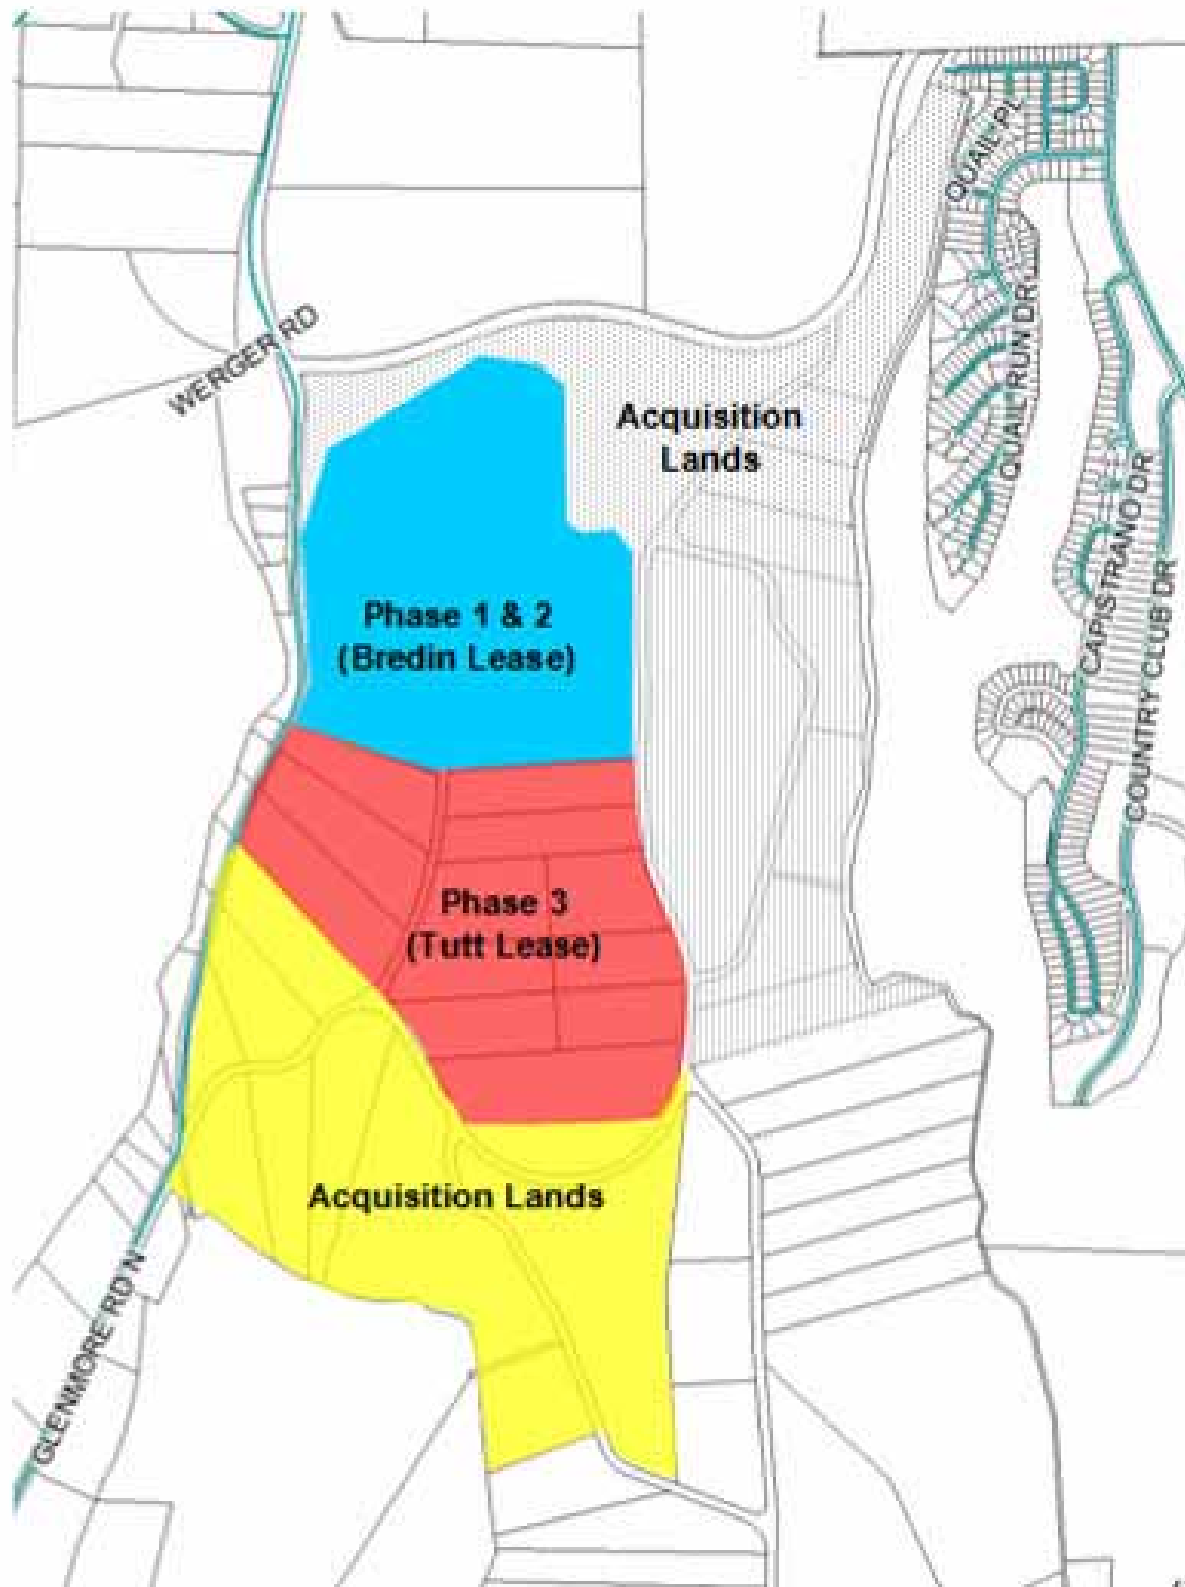 QUAIL PL
WERGER RD
QUAIL RUN DR
Acquisition
Lands
CAPISTRANO DR
COUNTRY CLUB DR
Phase 1 & 2
(Bredin Lease)
Phase 3
(Tutt Lease)
Acquisition Lands
GLENMORE RD N